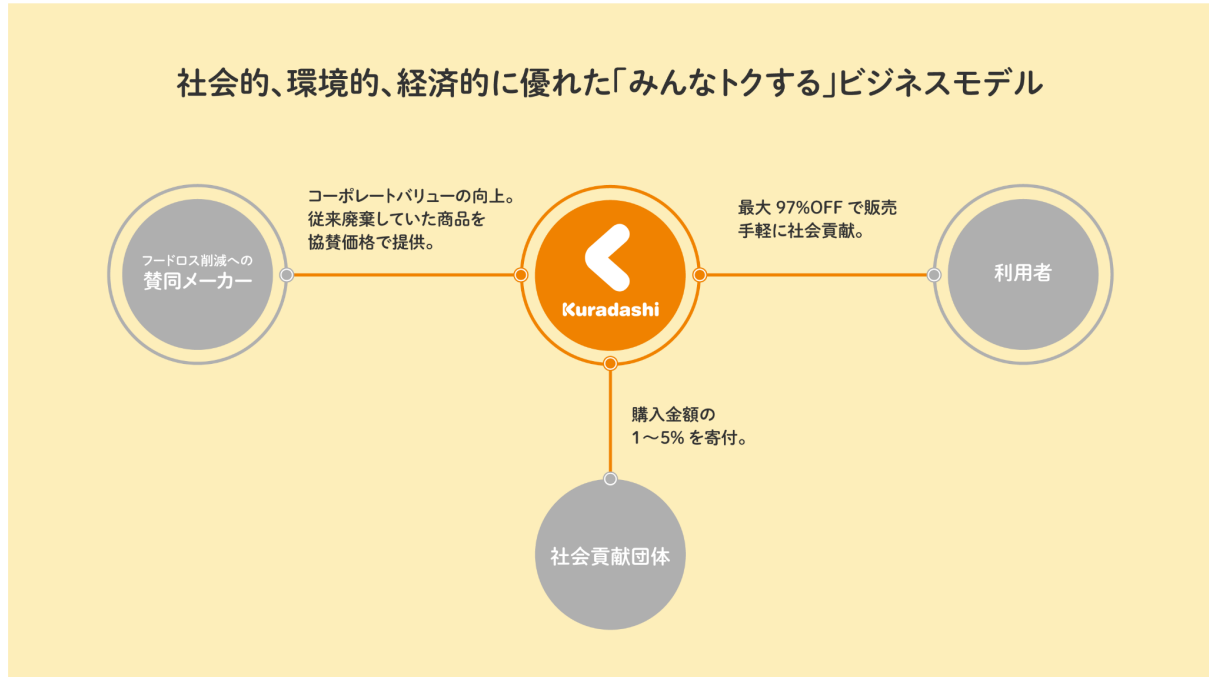 社会的、環境的、経済的に優れた「みんなトクする」ビジネスモデル
フードロス削減への
賛同メーカー
コーポレートバリューの向上。
従来廃棄していた商品を
協賛価格で提供。
Kuradashi
最大 97%OFF で販売
手軽に社会貢献。
利用者
購入金額の
1〜5% を寄付。
社会貢献団体